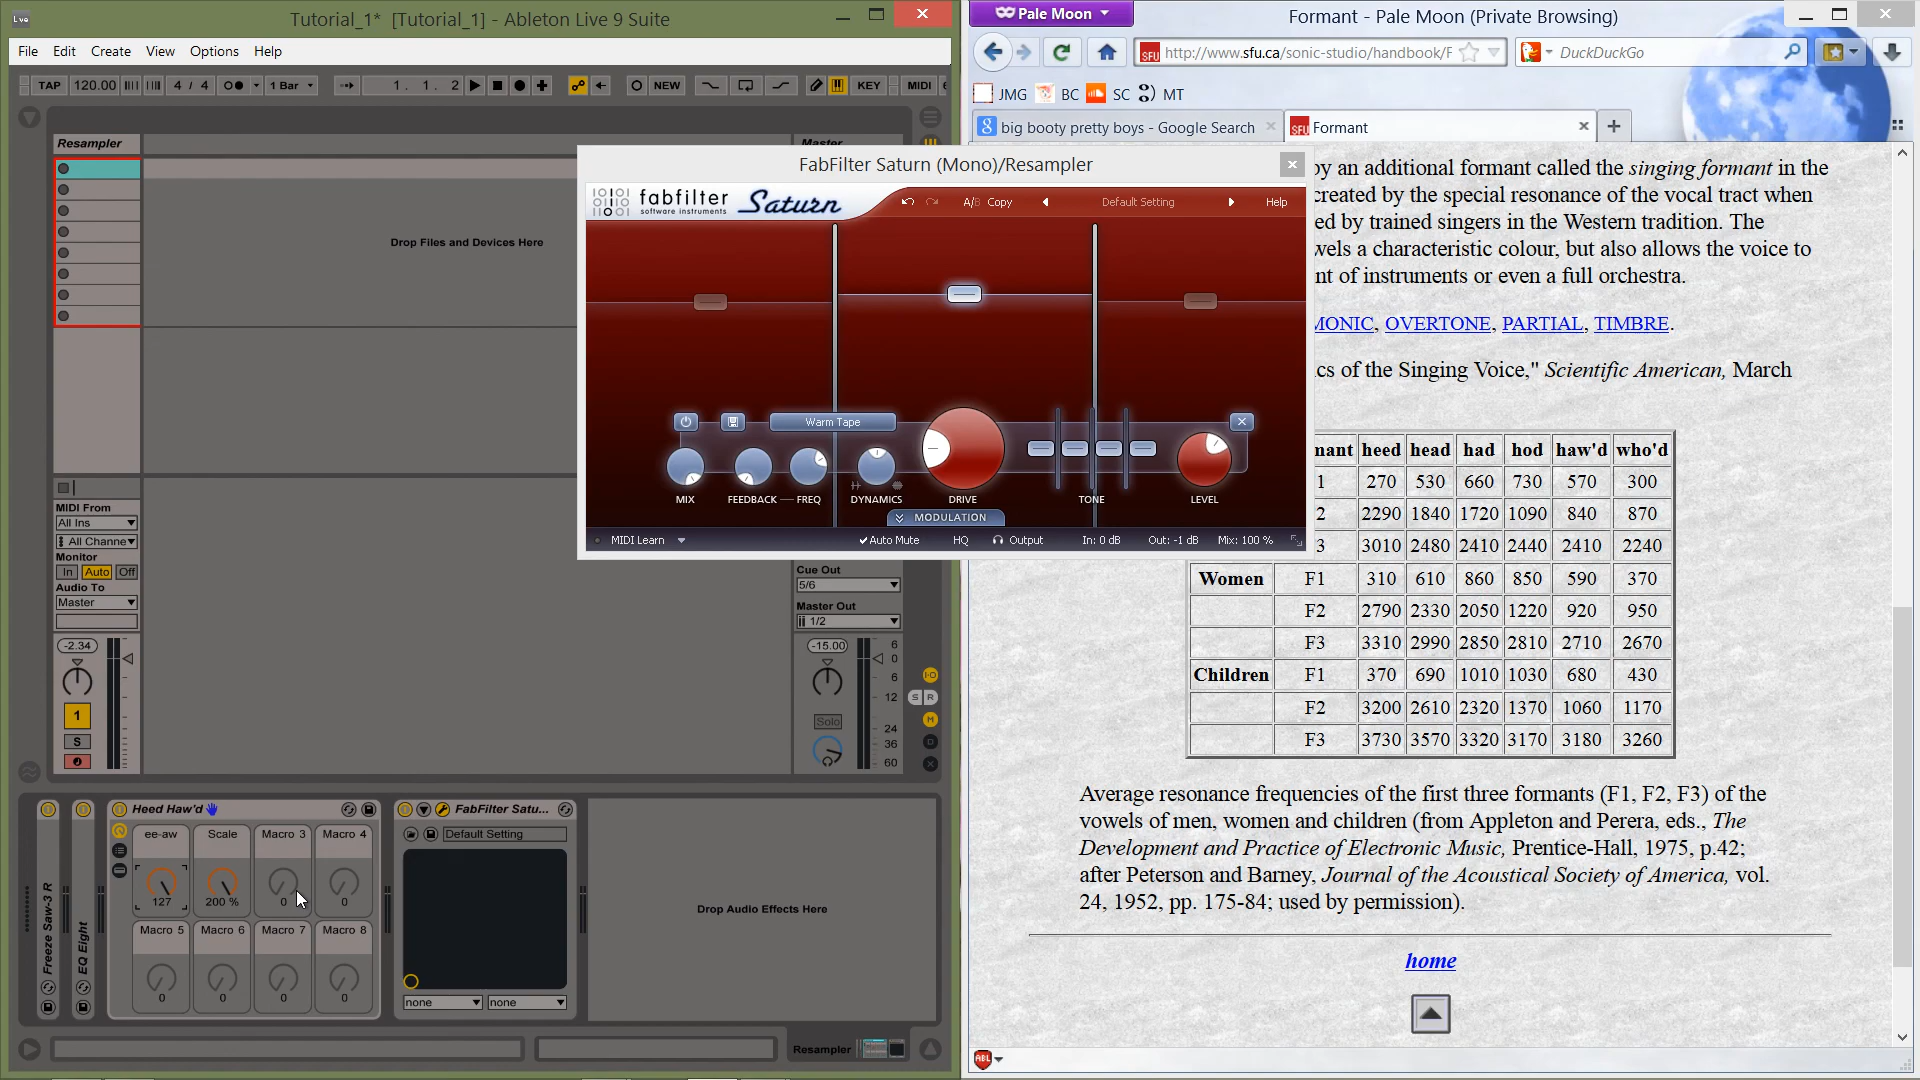 Live
Tutorial_1* [Tutorial_1] - Ableton Live 9 Suite
File Edit Create View Options Help
TAP 120.00 4 / 4 1 Bar 1. 1. 2 NEW KEY MIDI
Resampler
Master
Drop Files and Devices Here
MIDI From
All Ins
All Channe
Monitor
In Auto Off
Audio To
Master
-2.34
1
S
Cue Out
5/6
Master Out
1/2
-15.00
6
0
6
12
24
36
60
Solo
I-O
S R
M
D
X
Freeze Saw-3 R
EQ Eight
Heed Haw'd
ee-aw Scale Macro 3 Macro 4
127 200 % 0 0
Macro 5 Macro 6 Macro 7 Macro 8
0 0 0 0
FabFilter Satu...
Default Setting
none none
Drop Audio Effects Here
Resampler
FabFilter Saturn (Mono)/Resampler
fabfilter
software instruments
Saturn
A/B Copy Default Setting Help
Warm Tape
MIX FEEDBACK FREQ DYNAMICS DRIVE TONE LEVEL
MODULATION
MIDI Learn Auto Mute HQ Output In: 0 dB Out: -1 dB Mix: 100 %
Pale Moon
Formant - Pale Moon (Private Browsing)
SFU http://www.sfu.ca/sonic-studio/handbook/F
DuckDuckGo
JMG BC SC MT
big booty pretty boys - Google Search
SFU Formant
by an additional formant called the singing formant in the
created by the special resonance of the vocal tract when
ed by trained singers in the Western tradition. The
wels a characteristic colour, but also allows the voice to
nt of instruments or even a full orchestra.
MONIC, OVERTONE, PARTIAL, TIMBRE.
cs of the Singing Voice," Scientific American, March
nant heed head had hod haw'd who'd
1 270 530 660 730 570 300
2 2290 1840 1720 1090 840 870
3 3010 2480 2410 2440 2410 2240
Women F1 310 610 860 850 590 370
F2 2790 2330 2050 1220 920 950
F3 3310 2990 2850 2810 2710 2670
Children F1 370 690 1010 1030 680 430
F2 3200 2610 2320 1370 1060 1170
F3 3730 3570 3320 3170 3180 3260
Average resonance frequencies of the first three formants (F1, F2, F3) of the
vowels of men, women and children (from Appleton and Perera, eds., The
Development and Practice of Electronic Music, Prentice-Hall, 1975, p.42;
after Peterson and Barney, Journal of the Acoustical Society of America, vol.
24, 1952, pp. 175-84; used by permission).
home
ABL